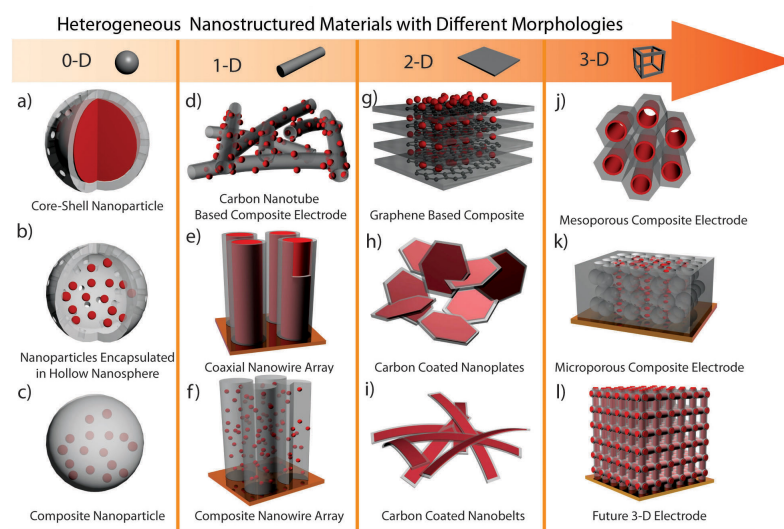 Heterogeneous Nanostructured Materials with Different Morphologies
0-D
1-D
2-D
3-D
a)
Core-Shell Nanoparticle
b)
Nanoparticles Encapsulated
in Hollow Nanosphere
c)
Composite Nanoparticle
d)
Carbon Nanotube
Based Composite Electrode
e)
Coaxial Nanowire Array
f)
Composite Nanowire Array
g)
Graphene Based Composite
h)
Carbon Coated Nanoplates
i)
Carbon Coated Nanobelts
j)
Mesoporous Composite Electrode
k)
Microporous Composite Electrode
l)
Future 3-D Electrode